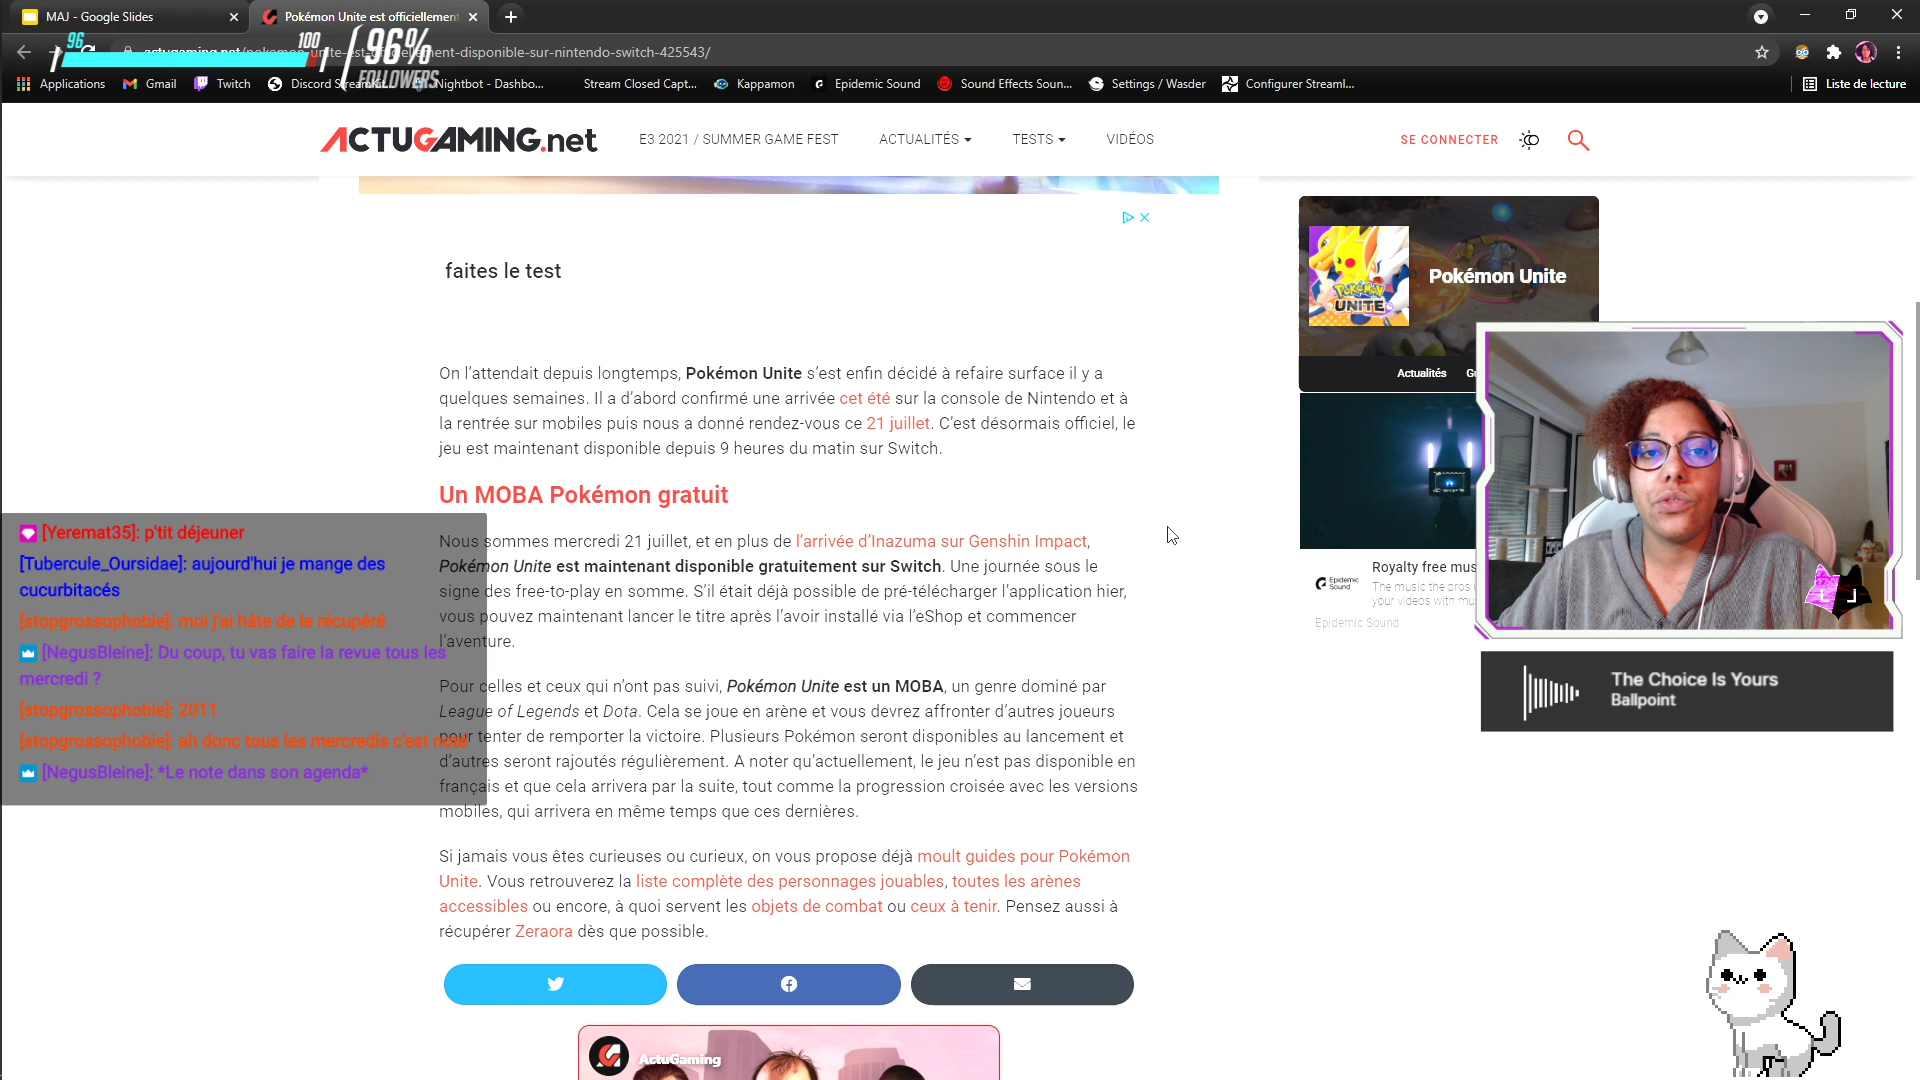 MAJ - Google Slides
Pokémon Unite est officiellement
96
100
96%
FOLLOWERS
actugaming.net/pokemon-unite-est-officiellement-disponible-sur-nintendo-switch-425543/
Applications
Gmail
Twitch
Discord
Nightbot - Dashbo...
Stream Closed Capt...
Kappamon
Epidemic Sound
Sound Effects Soun...
Settings / Wasder
Configurer Streaml...
Liste de lecture
ACTUGAMING.net
E3 2021 / SUMMER GAME FEST
ACTUALITÉS
TESTS
VIDÉOS
SE CONNECTER
faites le test
On l'attendait depuis longtemps, Pokémon Unite s'est enfin décidé à refaire surface il y a
quelques semaines. Il a d'abord confirmé une arrivée cet été sur la console de Nintendo et à
la rentrée sur mobiles puis nous a donné rendez-vous ce 21 juillet. C'est désormais officiel, le
jeu est maintenant disponible depuis 9 heures du matin sur Switch.
Un MOBA Pokémon gratuit
Nous sommes mercredi 21 juillet, et en plus de l'arrivée d'Inazuma sur Genshin Impact,
Pokémon Unite est maintenant disponible gratuitement sur Switch. Une journée sous le
signe des free-to-play en somme. S'il était déjà possible de pré-télécharger l'application hier,
vous pouvez maintenant lancer le titre après l'avoir installé via l'eShop et commencer
l'aventure.
Pour celles et ceux qui n'ont pas suivi, Pokémon Unite est un MOBA, un genre dominé par
League of Legends et Dota. Cela se joue en arène et vous devrez affronter d'autres joueurs
pour tenter de remporter la victoire. Plusieurs Pokémon seront disponibles au lancement et
d'autres seront rajoutés régulièrement. A noter qu'actuellement, le jeu n'est pas disponible en
français et que cela arrivera par la suite, tout comme la progression croisée avec les versions
mobiles, qui arrivera en même temps que ces dernières.
Si jamais vous êtes curieuses ou curieux, on vous propose déjà moult guides pour Pokémon
Unite. Vous retrouverez la liste complète des personnages jouables, toutes les arènes
accessibles ou encore, à quoi servent les objets de combat ou ceux à tenir. Pensez aussi à
récupérer Zeraora dès que possible.
ActuGaming
[Yeremat35]: p'tit déjeuner
[Tubercule_Oursidae]: aujourd'hui je mange des
cucurbitacés
[stopgrossophobie]: moi j'ai hâte de le récupéré
[NegusBleine]: Du coup, tu vas faire la revue tous les
mercredi ?
[stopgrossophobie]: 2011
[stopgrossophobie]: ah donc tous les mercredis c'est noté
[NegusBleine]: *Le note dans son agenda*
POKÉMON
UNITE
Pokémon Unite
Actualités
Epidemic
Sound
Royalty free mus
The music the pros
your videos with mu
Epidemic Sound
L J
The Choice Is Yours
Ballpoint